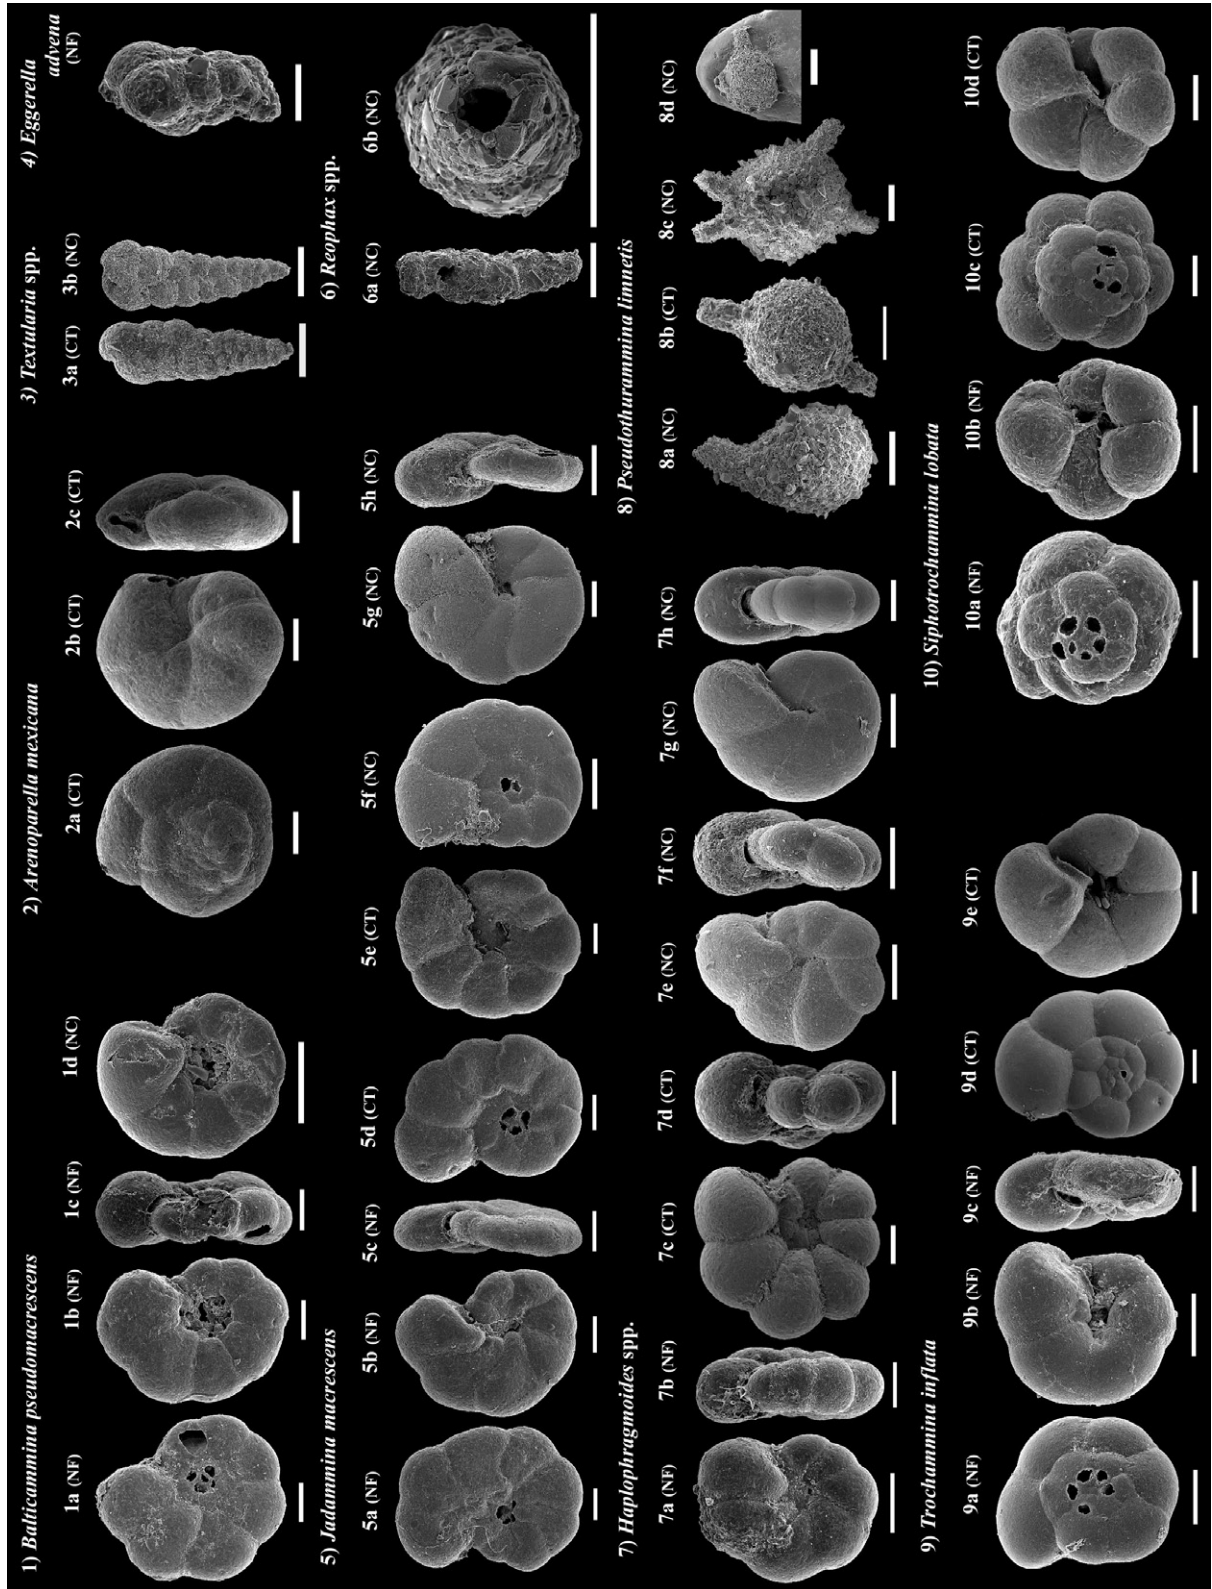 1) Balticammina pseudomacrescens
2) Arenoparella mexicana
3) Textularia spp.
4) Eggerella
advena
1a (NF)
1b (NF)
1c (NF)
1d (NC)
2a (CT)
2b (CT)
2c (CT)
3a (CT)
3b (NC)
(NF)
5) Jadammina macrescens
6) Reophax spp.
5a (NF)
5b (NF)
5c (NF)
5d (CT)
5e (CT)
5f (NC)
5g (NC)
5h (NC)
6a (NC)
6b (NC)
7) Haplophragmoides spp.
8) Pseudothurammina limnetis
7a (NF)
7b (NF)
7c (CT)
7d (CT)
7e (NC)
7f (NC)
7g (NC)
7h (NC)
8a (NC)
8b (CT)
8c (NC)
8d (NC)
9) Trochammina inflata
10) Siphotrochammina lobata
9a (NF)
9b (NF)
9c (NF)
9d (CT)
9e (CT)
10a (NF)
10b (NF)
10c (CT)
10d (CT)